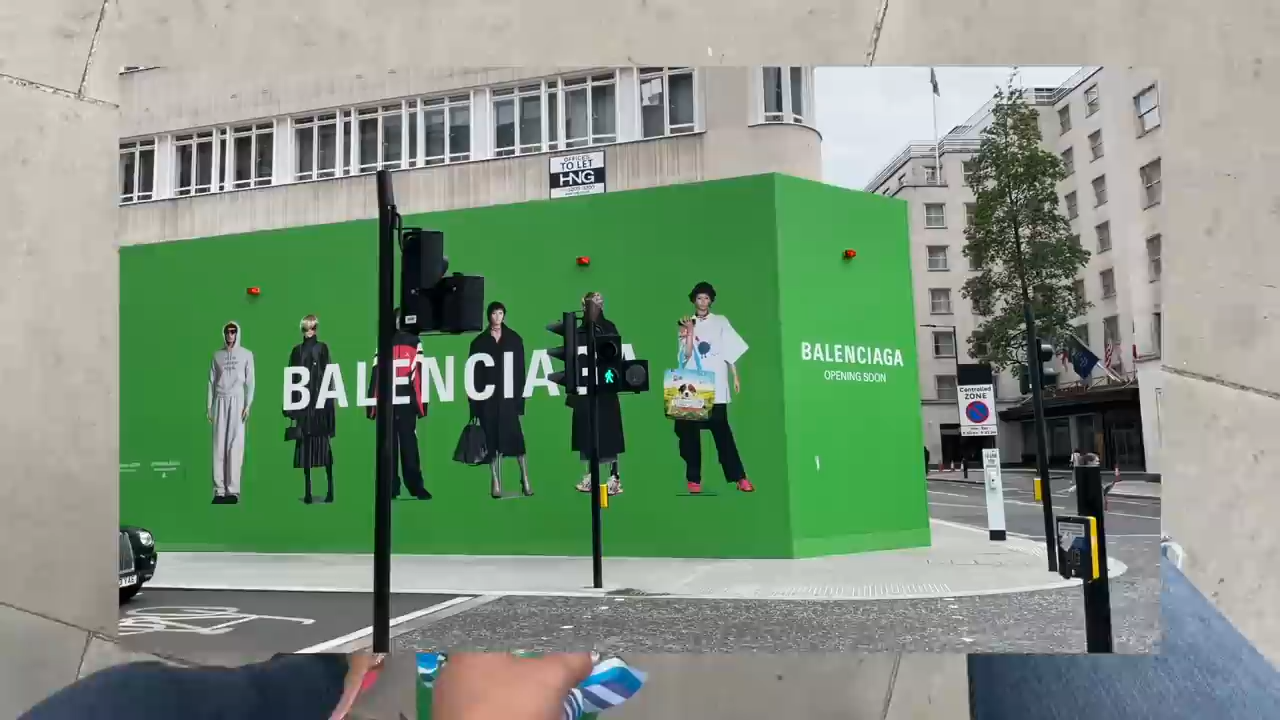 OFFICES
TO LET
HNG
BALENCIAGA
BALENCIAGA
OPENING SOON
Controlled
ZONE